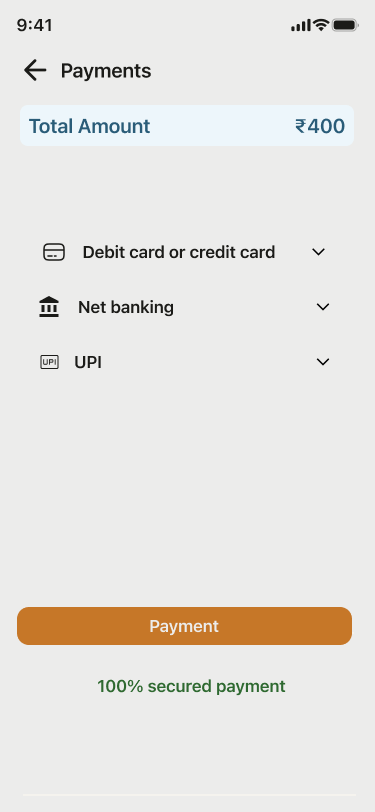 9:41
Payments
Total Amount ₹400
Debit card or credit card
Net banking
UPI UPI
Payment
100% secured payment